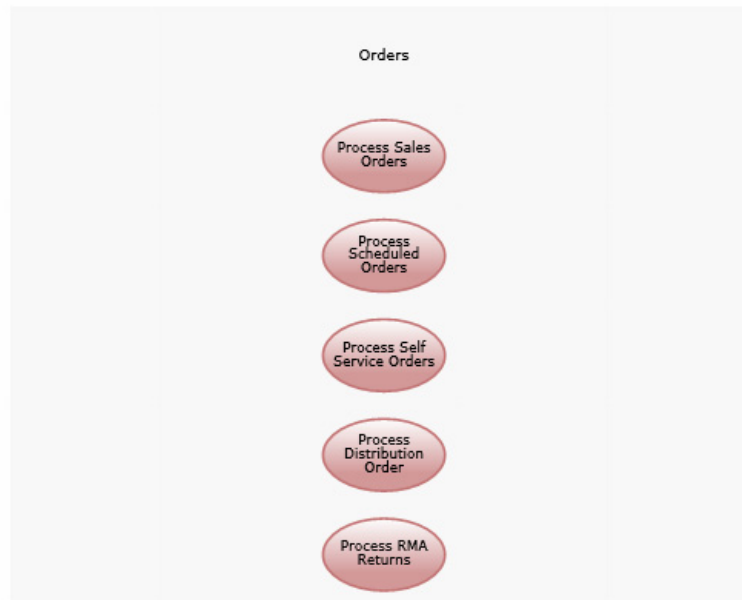 Orders
Process Sales
Orders
Process
Scheduled
Orders
Process Self
Service Orders
Process
Distribution
Order
Process RMA
Returns